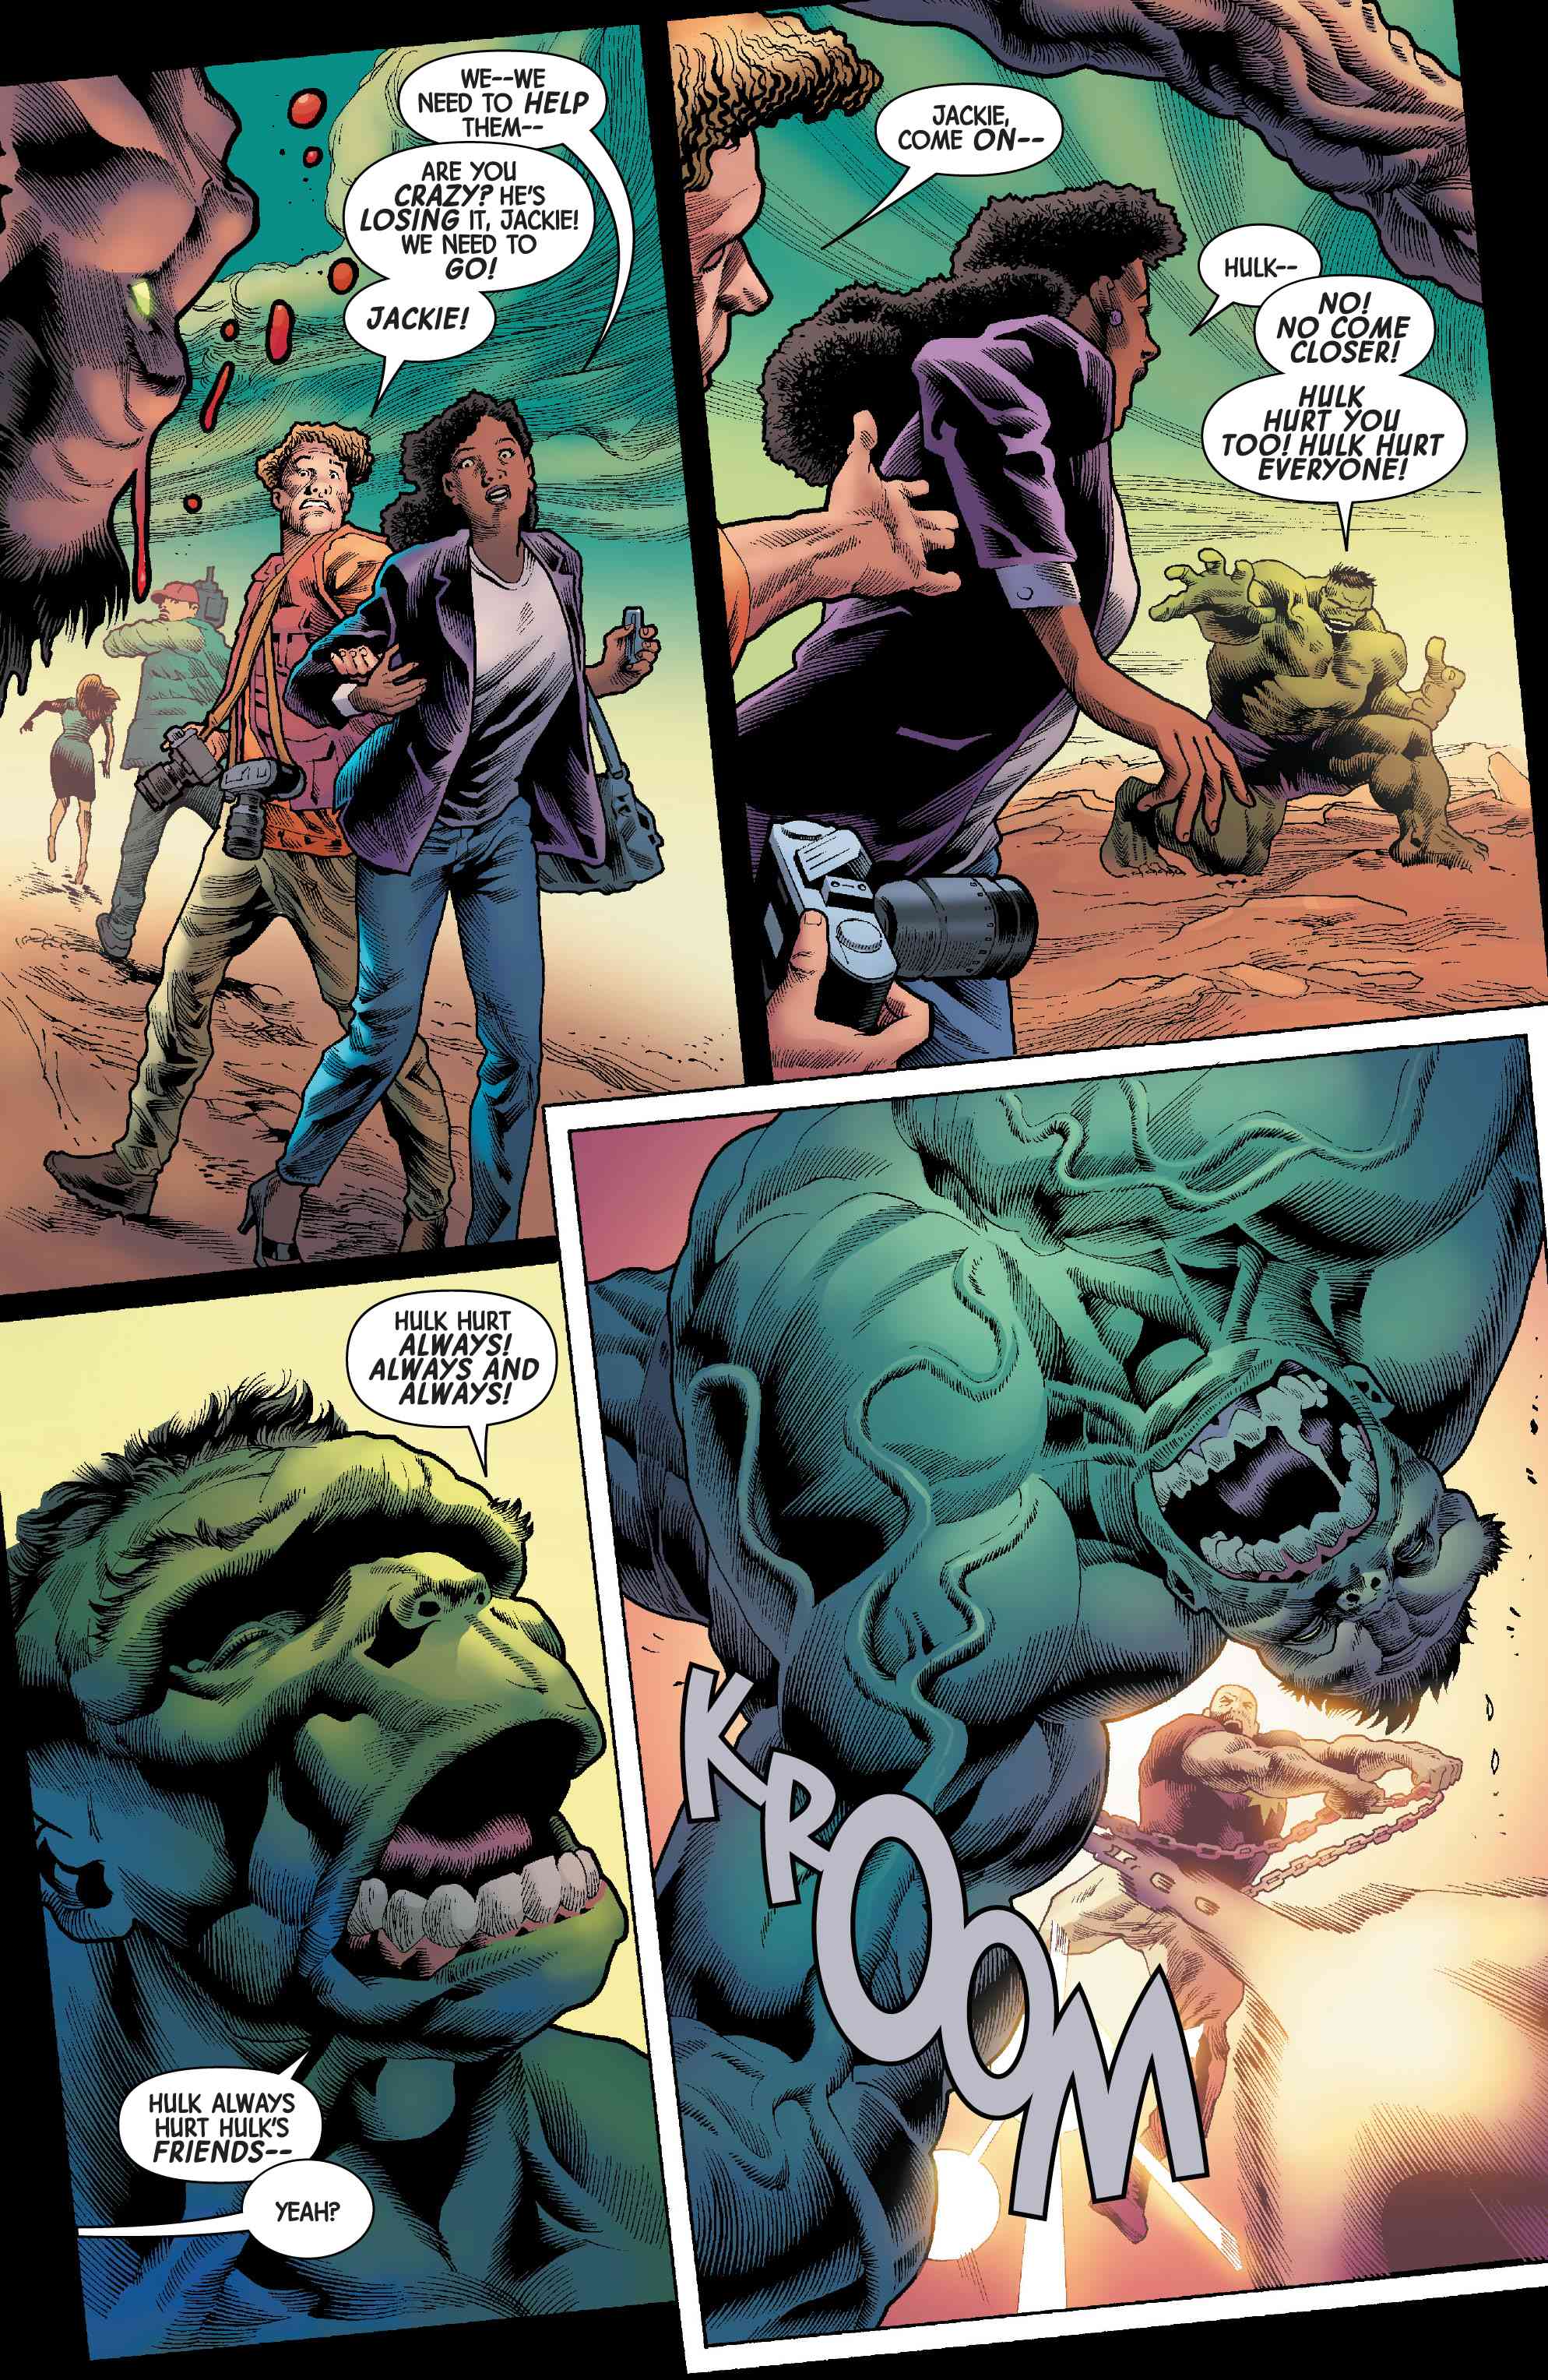 WE--WE
NEED TO HELP
THEM--
ARE YOU
CRAZY? HE'S
LOSING IT, JACKIE!
WE NEED TO
GO!
JACKIE!
JACKIE,
COME ON--
HULK--
NO!
NO COME
CLOSER!
HULK
HURT YOU
TOO! HULK HURT
EVERYONE!
HULK HURT
ALWAYS!
ALWAYS AND
ALWAYS!
HULK ALWAYS
HURT HULK'S
FRIENDS--
YEAH?
KROOM